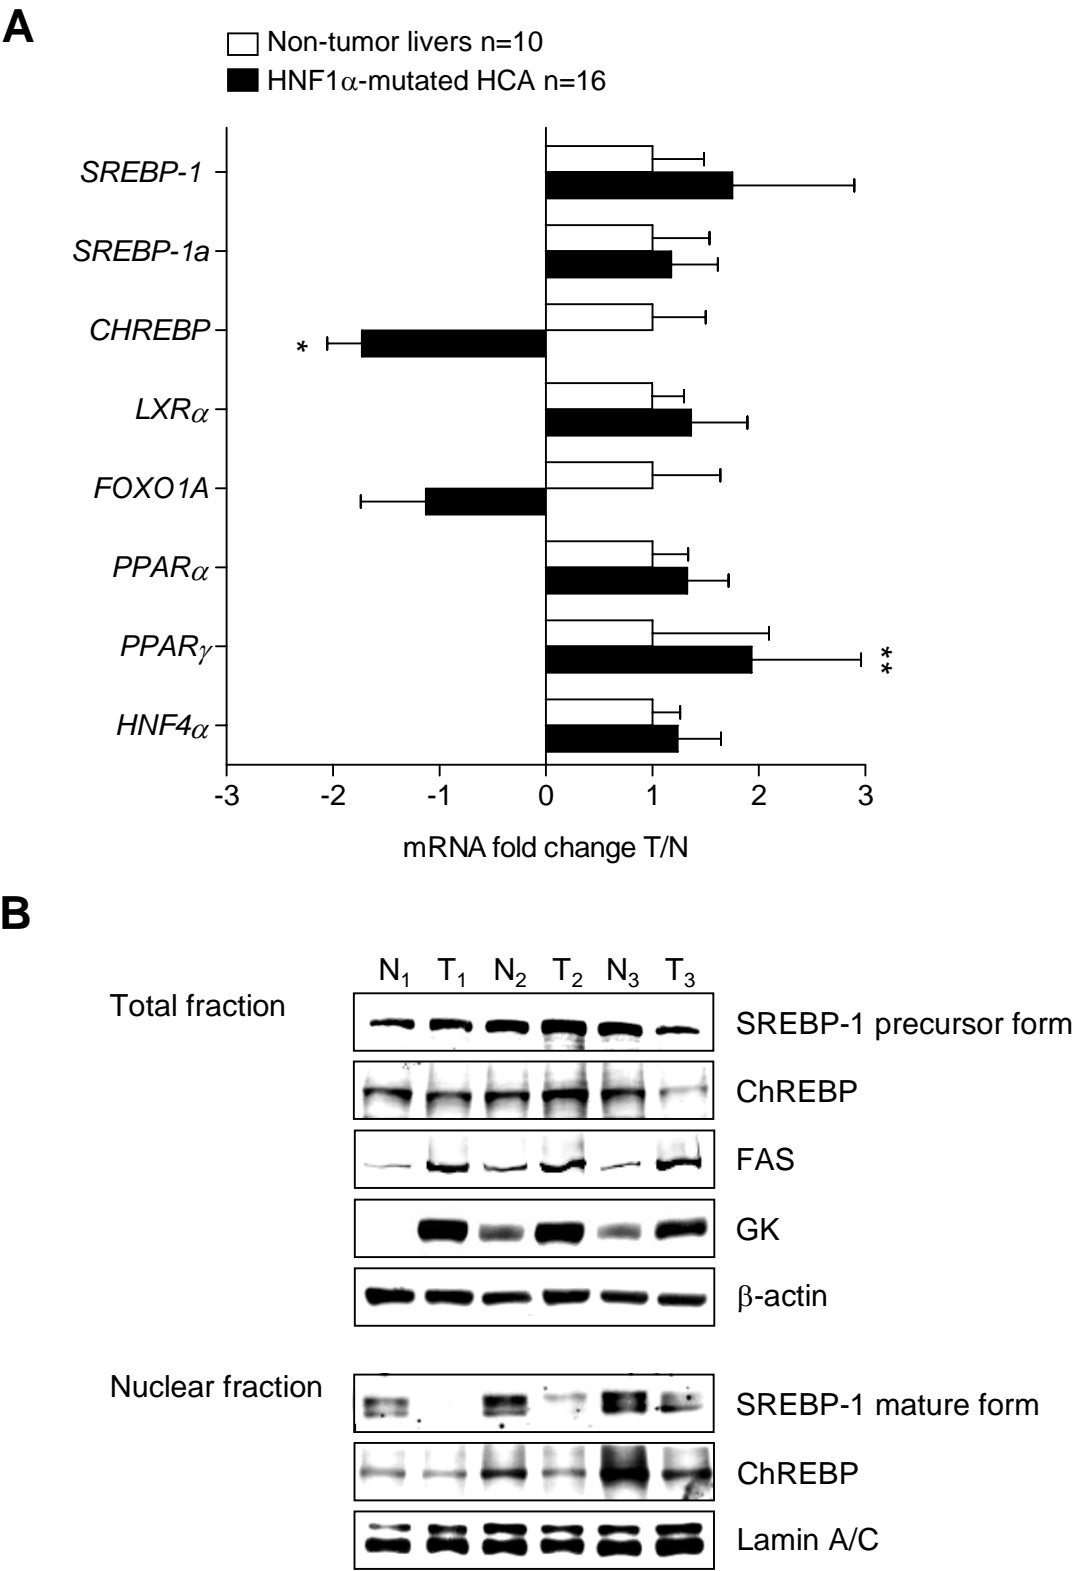 A
Non-tumor livers n=10
HNF1α-mutated HCA n=16
SREBP-1
SREBP-1a
CHREBP
*
LXRα
FOXO1A
PPARα
PPARγ
**
HNF4α
-3 -2 -1 0 1 2 3
mRNA fold change T/N
B
N1 T1 N2 T2 N3 T3
Total fraction
SREBP-1 precursor form
ChREBP
FAS
GK
β-actin
Nuclear fraction
SREBP-1 mature form
ChREBP
Lamin A/C